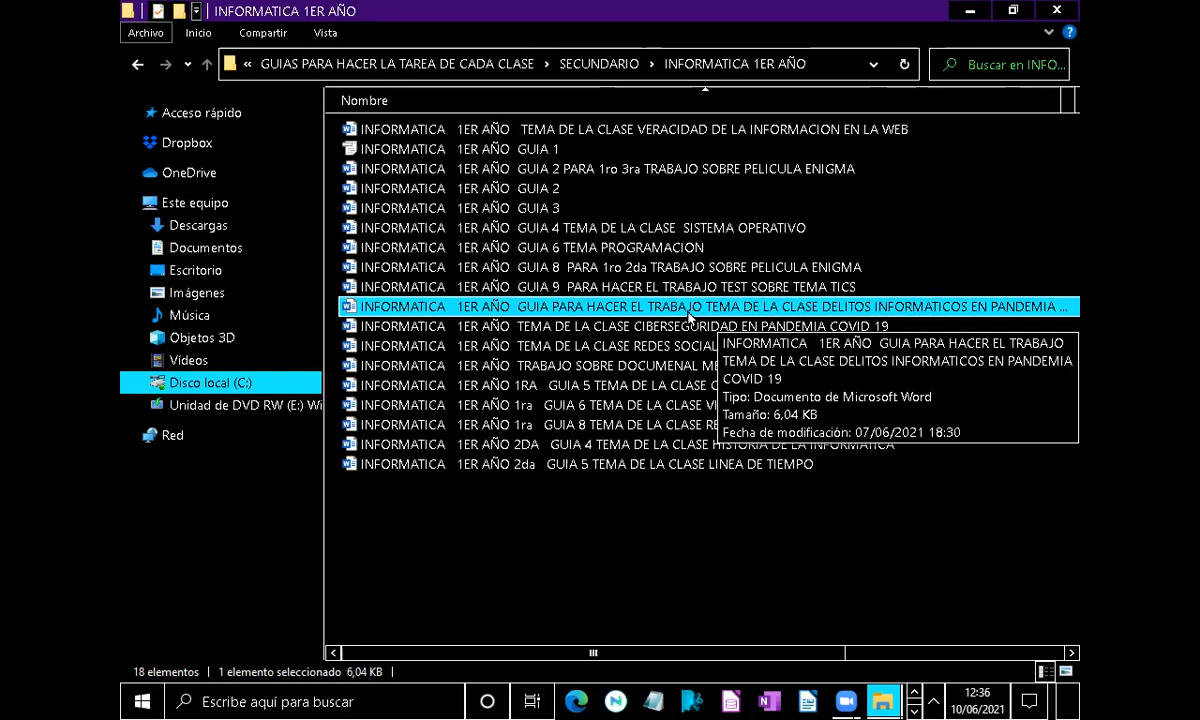 INFORMATICA 1ER AÑO
Archivo Inicio Compartir Vista
« GUIAS PARA HACER LA TAREA DE CADA CLASE > SECUNDARIO > INFORMATICA 1ER AÑO
Buscar en INFO...
Acceso rápido
Dropbox
OneDrive
Este equipo
Descargas
Documentos
Escritorio
Imágenes
Música
Objetos 3D
Vídeos
Disco local (C:)
Unidad de DVD RW (E:) Wi
Red
Nombre
INFORMATICA 1ER AÑO TEMA DE LA CLASE VERACIDAD DE LA INFORMACION EN LA WEB
INFORMATICA 1ER AÑO GUIA 1
INFORMATICA 1ER AÑO GUIA 2 PARA 1ro 3ra TRABAJO SOBRE PELICULA ENIGMA
INFORMATICA 1ER AÑO GUIA 2
INFORMATICA 1ER AÑO GUIA 3
INFORMATICA 1ER AÑO GUIA 4 TEMA DE LA CLASE SISTEMA OPERATIVO
INFORMATICA 1ER AÑO GUIA 6 TEMA PROGRAMACION
INFORMATICA 1ER AÑO GUIA 8 PARA 1ro 2da TRABAJO SOBRE PELICULA ENIGMA
INFORMATICA 1ER AÑO GUIA 9 PARA HACER EL TRABAJO TEST SOBRE TEMA TICS
INFORMATICA 1ER AÑO GUIA PARA HACER EL TRABAJO TEMA DE LA CLASE DELITOS INFORMATICOS EN PANDEMIA ...
INFORMATICA 1ER AÑO TEMA DE LA CLASE CIBERSEGURIDAD EN PANDEMIA COVID 19
INFORMATICA 1ER AÑO TEMA DE LA CLASE REDES SOCIAL
INFORMATICA 1ER AÑO TRABAJO SOBRE DOCUMENAL ME
INFORMATICA 1ER AÑO 1RA GUIA 5 TEMA DE LA CLASE C
INFORMATICA 1ER AÑO 1ra GUIA 6 TEMA DE LA CLASE VI
INFORMATICA 1ER AÑO 1ra GUIA 8 TEMA DE LA CLASE RE
INFORMATICA 1ER AÑO 2DA GUIA 4 TEMA DE LA CLASE HISTORIA DE LA INFORMATICA
INFORMATICA 1ER AÑO 2da GUIA 5 TEMA DE LA CLASE LINEA DE TIEMPO
INFORMATICA 1ER AÑO GUIA PARA HACER EL TRABAJO
TEMA DE LA CLASE DELITOS INFORMATICOS EN PANDEMIA
COVID 19
Tipo: Documento de Microsoft Word
Tamaño: 6,04 KB
Fecha de modificación: 07/06/2021 18:30
18 elementos 1 elemento seleccionado 6,04 KB
Escribe aquí para buscar
12:36
10/06/2021